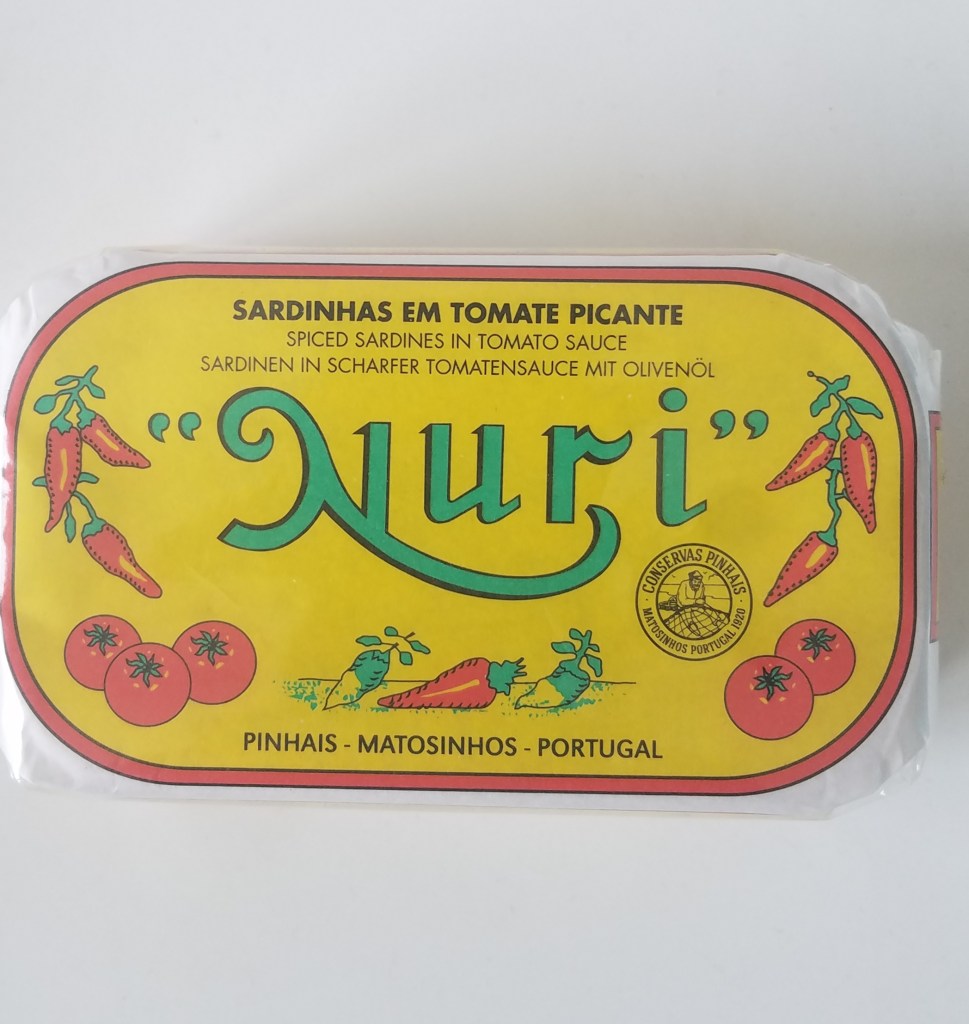 SARDINHAS EM TOMATE PICANTE
SPICED SARDINES IN TOMATO SAUCE
SARDINEN IN SCHARFER TOMATENSAUCE MIT OLIVENÖL
“Nuri”
CONSERVAS PINHAIS
MATOSINHOS PORTUGAL 1920
PINHAIS - MATOSINHOS - PORTUGAL